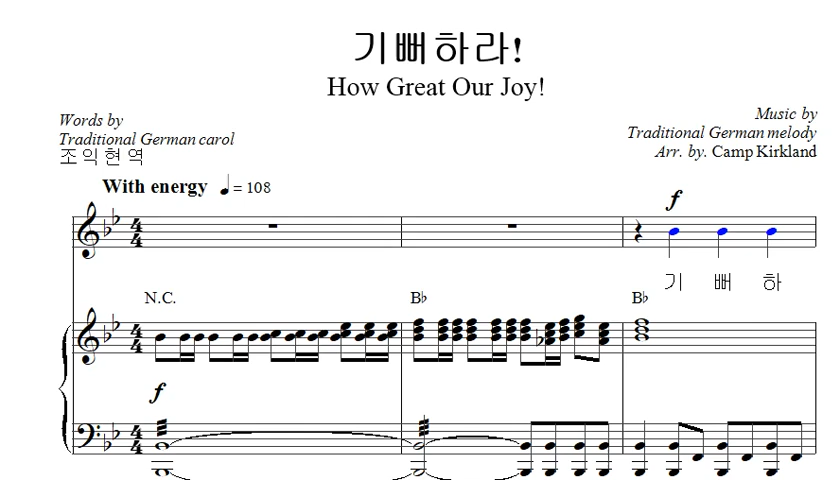 기뻐하라!
How Great Our Joy!
Words by
Traditional German carol
조익현 역
Music by
Traditional German melody
Arr. by. Camp Kirkland
With energy ♩ = 108
f
기 뻐 하
N.C. B♭ B♭
f